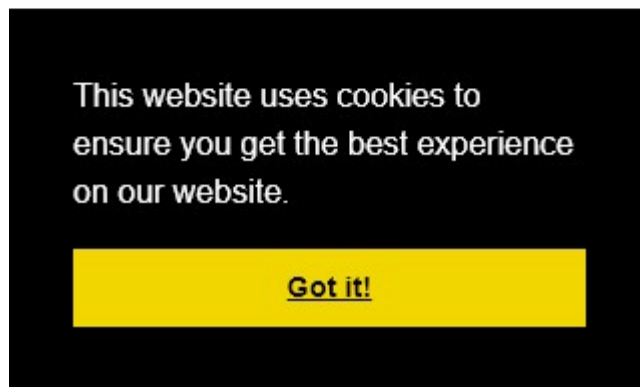 This website uses cookies to
ensure you get the best experience
on our website.
Got it!